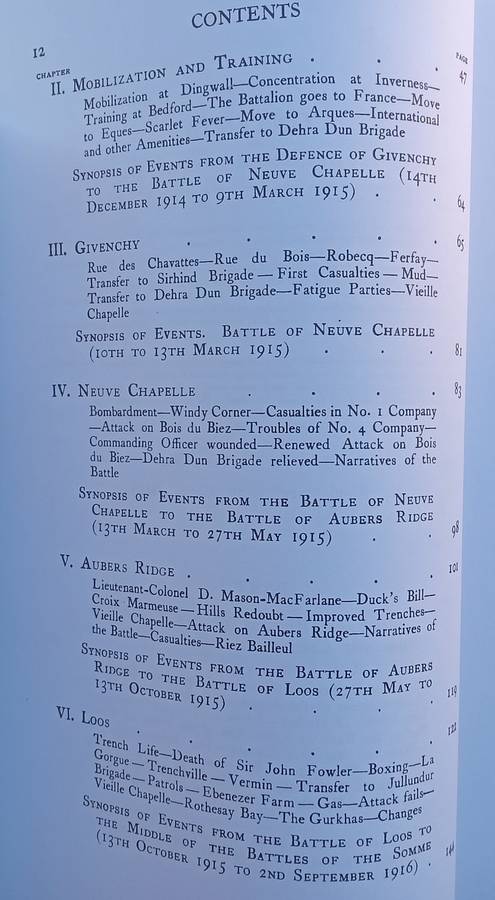 CONTENTS
12
CHAPTER
PAGE
II. Mobilization and Training . . . 47
Mobilization at Dingwall—Concentration at Inverness—
Training at Bedford—The Battalion goes to France—Move
to Eques—Scarlet Fever—Move to Arques—International
and other Amenities—Transfer to Dehra Dun Brigade
Synopsis of Events from the Defence of Givenchy
to the Battle of Neuve Chapelle (14th
December 1914 to 9th March 1915) . . 64
III. Givenchy . . . . . 65
Rue des Chavattes—Rue du Bois—Robecq—Ferfay—
Transfer to Sirhind Brigade — First Casualties — Mud—
Transfer to Dehra Dun Brigade—Fatigue Parties—Vieille
Chapelle
Synopsis of Events. Battle of Neuve Chapelle
(10th to 13th March 1915) . . . 81
IV. Neuve Chapelle . . . . 83
Bombardment—Windy Corner—Casualties in No. 1 Company
—Attack on Bois du Biez—Troubles of No. 4 Company—
Commanding Officer wounded—Renewed Attack on Bois
du Biez—Dehra Dun Brigade relieved—Narratives of the
Battle
Synopsis of Events from the Battle of Neuve
Chapelle to the Battle of Aubers Ridge
(13th March to 27th May 1915) . . 98
V. Aubers Ridge . . . . . 101
Lieutenant-Colonel D. Mason-MacFarlane—Duck's Bill—
Croix Marmeuse — Hills Redoubt — Improved Trenches—
Vieille Chapelle—Attack on Aubers Ridge—Narratives of
the Battle—Casualties—Riez Bailleul
Synopsis of Events from the Battle of Aubers
Ridge to the Battle of Loos (27th May to
13th October 1915) . . . . 119
VI. Loos . . . . . 122
Trench Life—Death of Sir John Fowler—Boxing—La
Gorgue — Trenchville — Vermin — Transfer to Jullundur
Brigade — Patrols — Ebenezer Farm — Gas — Attack fails—
Vieille Chapelle—Rothesay Bay—The Gurkhas—Changes
Synopsis of Events from the Battle of Loos to
the Middle of the Battles of the Somme
(13th October 1915 to 2nd September 1916) . 144